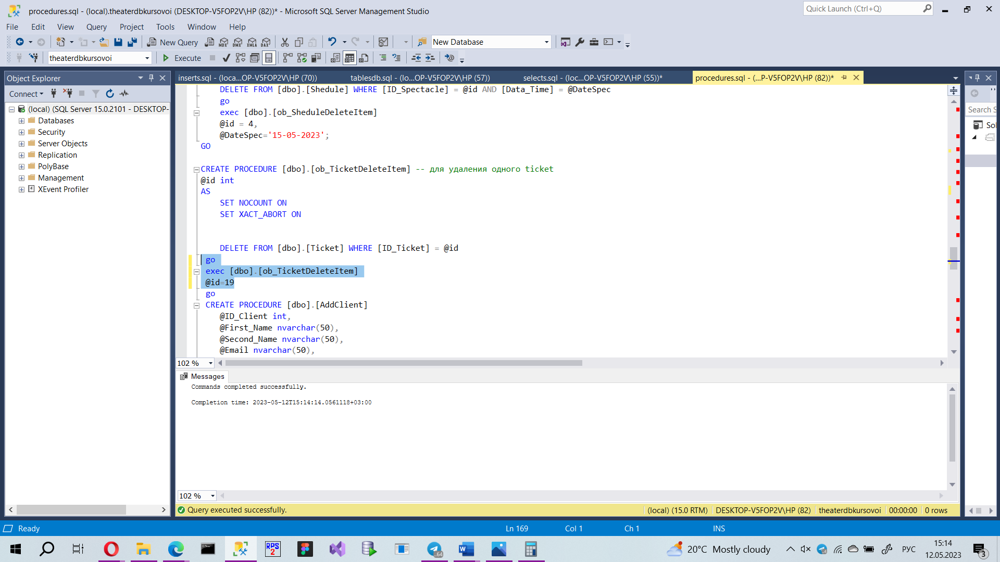 procedures.sql - (local).theaterdbkursovoi (DESKTOP-V5FOP2V\HP (82))* - Microsoft SQL Server Management Studio
Quick Launch (Ctrl+Q)
File Edit View Query Project Tools Window Help
New Query MDX DMX XMLA DAX New Database
theaterdbkursovoi Execute
Object Explorer
Connect
(local) (SQL Server 15.0.2101 - DESKTOP-
Databases
Security
Server Objects
Replication
PolyBase
Management
XEvent Profiler
inserts.sql - (loca...OP-V5FOP2V\HP (70)) tablesdb.sql - (lo...OP-V5FOP2V\HP (57)) selects.sql - (loc...OP-V5FOP2V\HP (55))* procedures.sql - (...P-V5FOP2V\HP (82))*
DELETE FROM [dbo].[Shedule] WHERE [ID_Spectacle] = @id AND [Data_Time] = @DateSpec
go
exec [dbo].[ob_SheduleDeleteItem]
@id = 4,
@DateSpec='15-05-2023';
GO
CREATE PROCEDURE [dbo].[ob_TicketDeleteItem] -- для удаления одного ticket
@id int
AS
SET NOCOUNT ON
SET XACT_ABORT ON
DELETE FROM [dbo].[Ticket] WHERE [ID_Ticket] = @id
go
exec [dbo].[ob_TicketDeleteItem]
@id=19
go
CREATE PROCEDURE [dbo].[AddClient]
@ID_Client int,
@First_Name nvarchar(50),
@Second_Name nvarchar(50),
@Email nvarchar(50),
102 %
Messages
Commands completed successfully.
Completion time: 2023-05-12T15:14:14.0561118+03:00
102 %
Query executed successfully. (local) (15.0 RTM) DESKTOP-V5FOP2V\HP (82) theaterdbkursovoi 00:00:00 0 rows
Search S
Sol
Ready Ln 169 Col 1 Ch 1 INS
RPS 2
20°C Mostly cloudy
РУС
15:14
12.05.2023
3